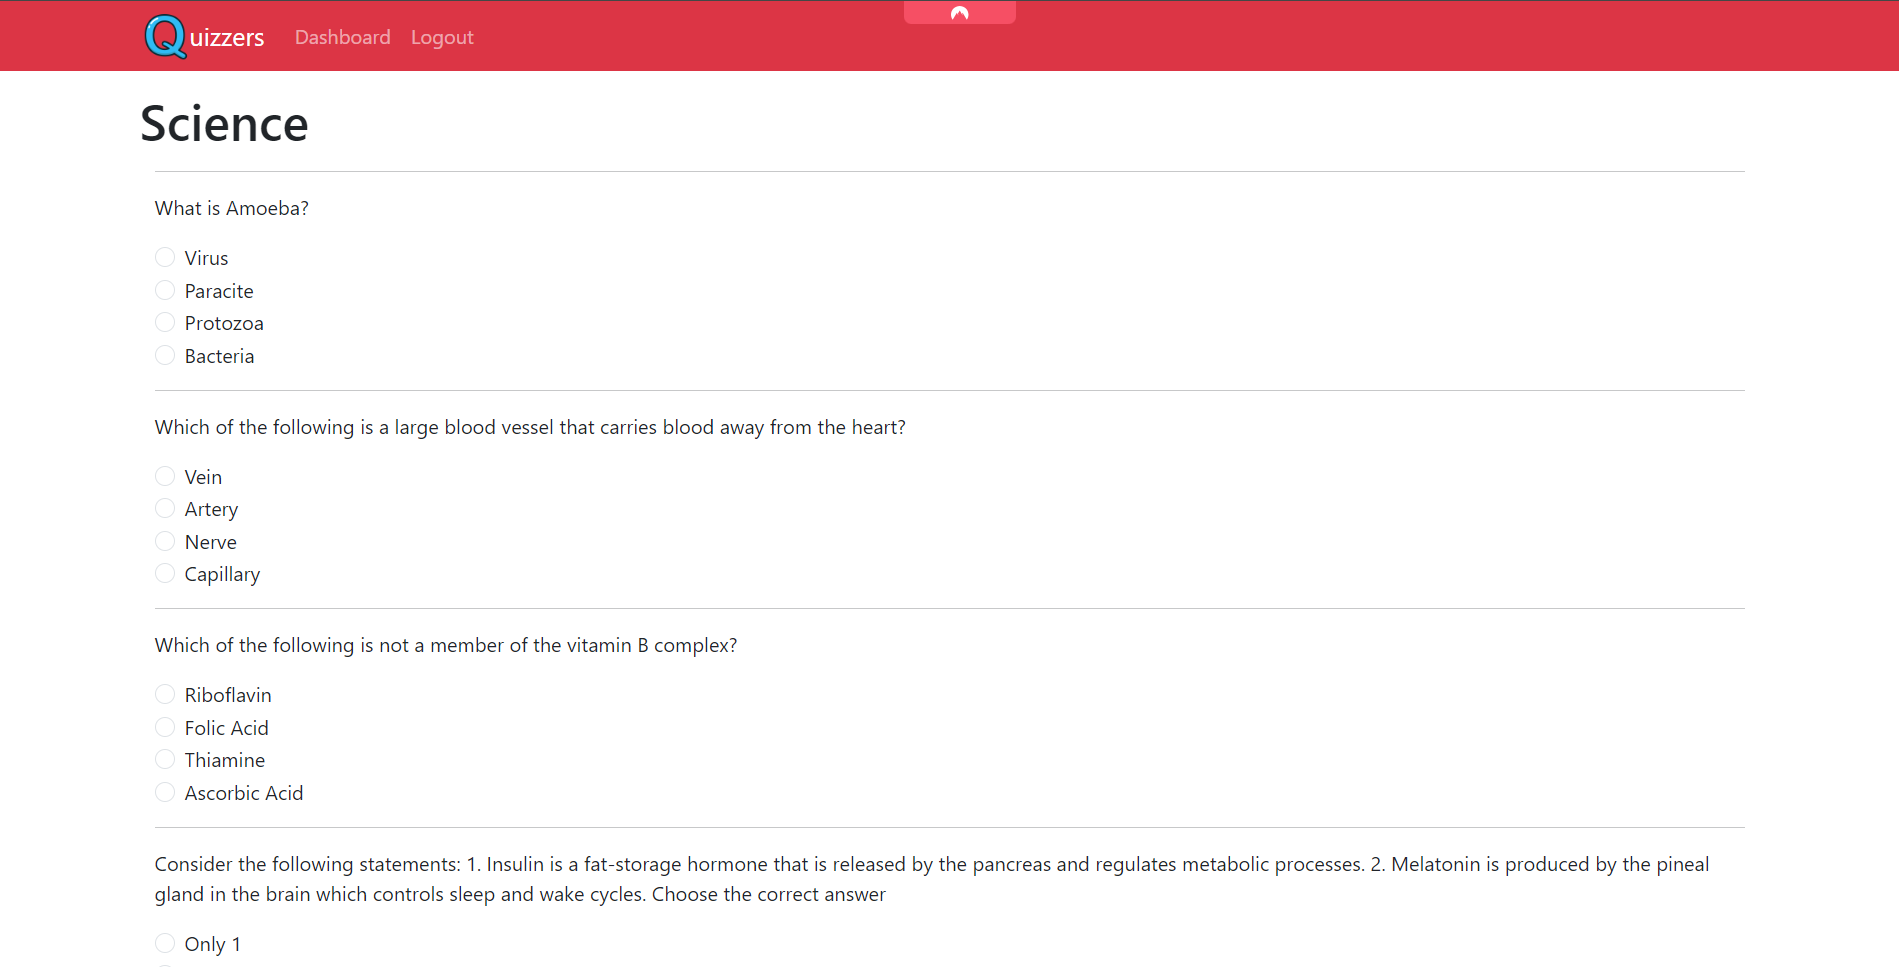 Quizzers Dashboard Logout
Science
What is Amoeba?
Virus
Paracite
Protozoa
Bacteria
Which of the following is a large blood vessel that carries blood away from the heart?
Vein
Artery
Nerve
Capillary
Which of the following is not a member of the vitamin B complex?
Riboflavin
Folic Acid
Thiamine
Ascorbic Acid
Consider the following statements: 1. Insulin is a fat-storage hormone that is released by the pancreas and regulates metabolic processes. 2. Melatonin is produced by the pineal
gland in the brain which controls sleep and wake cycles. Choose the correct answer
Only 1